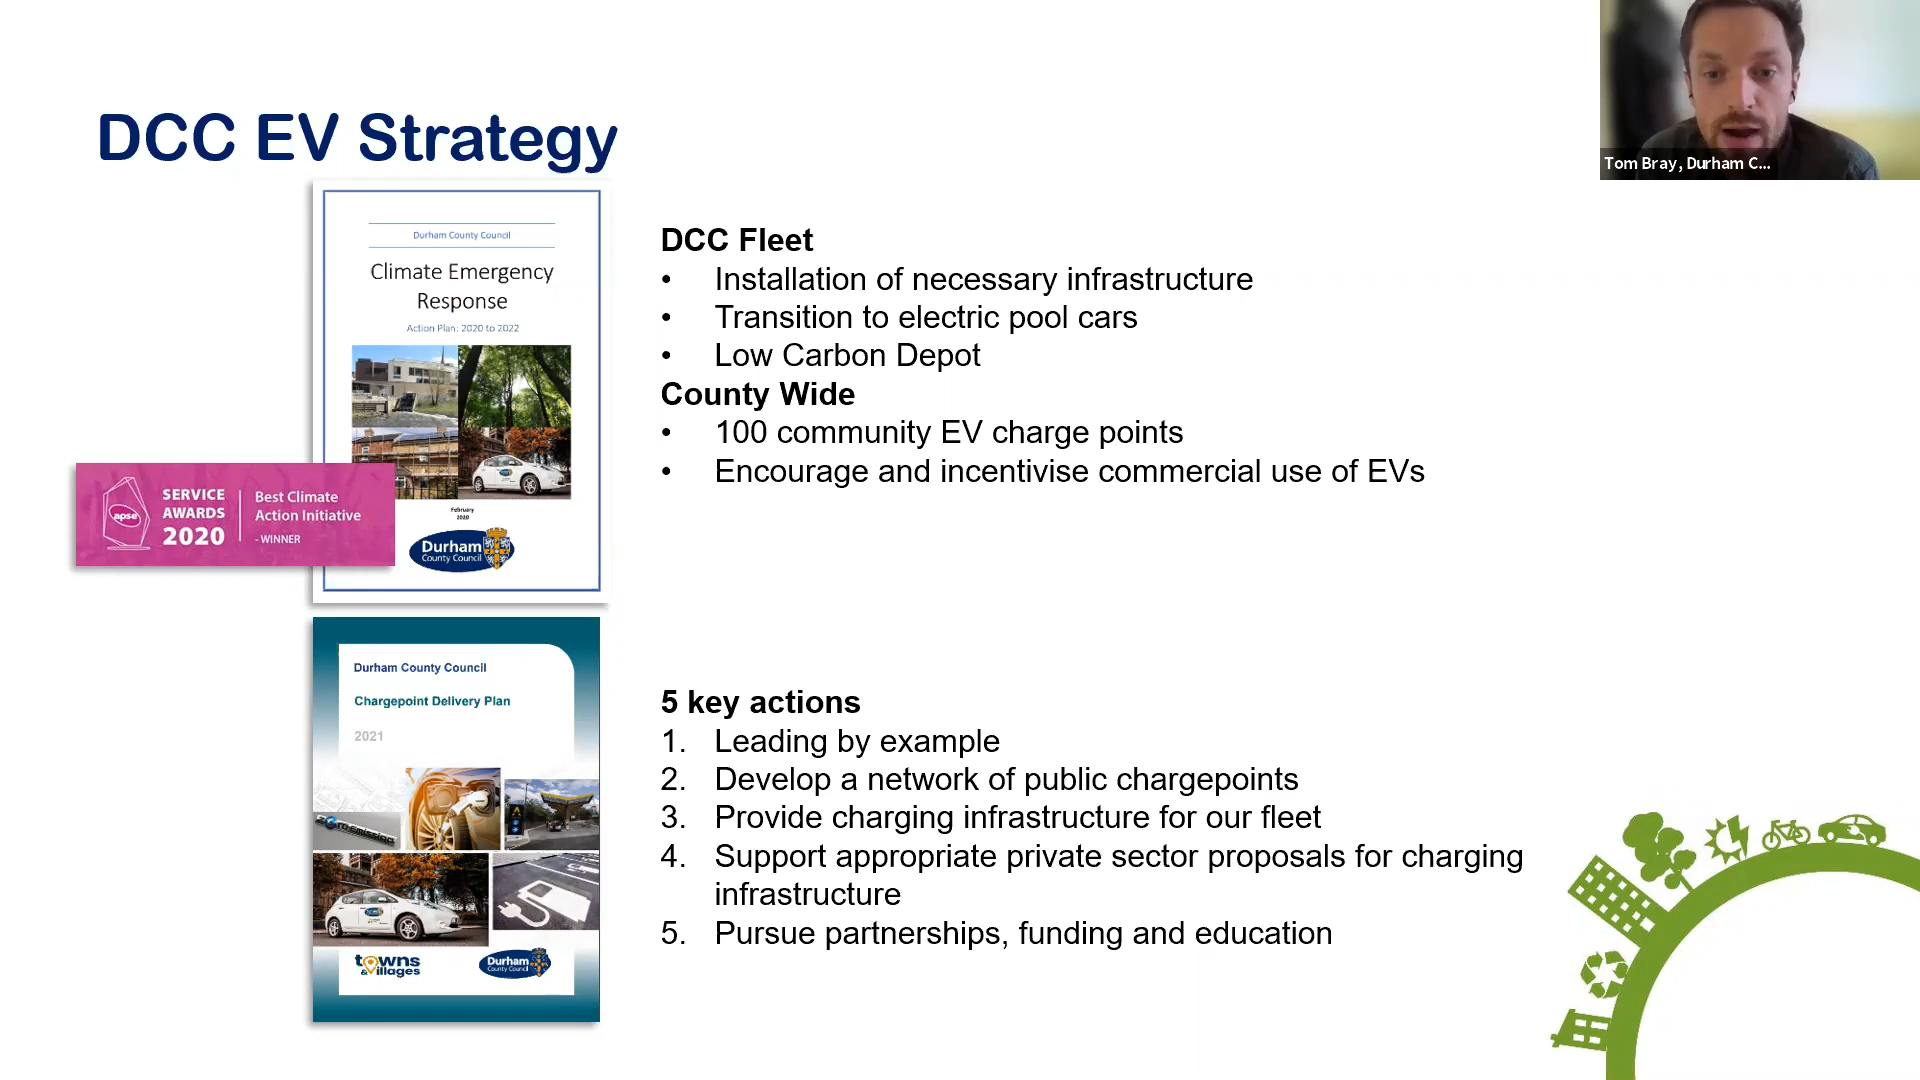 DCC EV Strategy
Tom Bray, Durham C...
Durham County Council
Climate Emergency
Response
Action Plan: 2020 to 2022
February
2020
Durham
County Council
apse
SERVICE
AWARDS
2020
Best Climate
Action Initiative
- WINNER
DCC Fleet
• Installation of necessary infrastructure
• Transition to electric pool cars
• Low Carbon Depot
County Wide
• 100 community EV charge points
• Encourage and incentivise commercial use of EVs
Durham County Council
Chargepoint Delivery Plan
2021
towns
&villages
Durham
County Council
5 key actions
1. Leading by example
2. Develop a network of public chargepoints
3. Provide charging infrastructure for our fleet
4. Support appropriate private sector proposals for charging
infrastructure
5. Pursue partnerships, funding and education